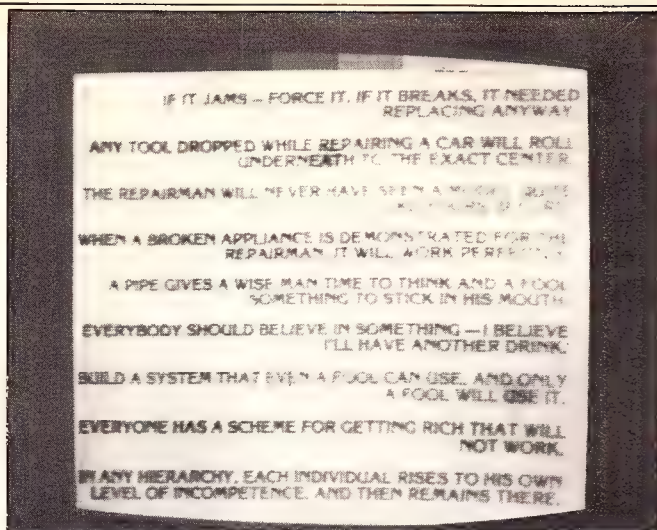 IF IT JAMS – FORCE IT. IF IT BREAKS, IT NEEDED
REPLACING ANYWAY.
ANY TOOL DROPPED WHILE REPAIRING A CAR WILL ROLL
UNDERNEATH TO THE EXACT CENTER.
THE REPAIRMAN WILL NEVER HAVE SEEN A
WHEN A BROKEN APPLIANCE IS DEMONSTRATED FOR THE
REPAIRMAN, IT WILL WORK PERFECTLY.
A PIPE GIVES A WISE MAN TIME TO THINK AND A FOOL
SOMETHING TO STICK IN HIS MOUTH.
EVERYBODY SHOULD BELIEVE IN SOMETHING — I BELIEVE
I'LL HAVE ANOTHER DRINK.
BUILD A SYSTEM THAT EVEN A FOOL CAN USE, AND ONLY
A FOOL WILL USE IT.
EVERYONE HAS A SCHEME FOR GETTING RICH THAT WILL
NOT WORK.
IN ANY HIERARCHY, EACH INDIVIDUAL RISES TO HIS OWN
LEVEL OF INCOMPETENCE, AND THEN REMAINS THERE.